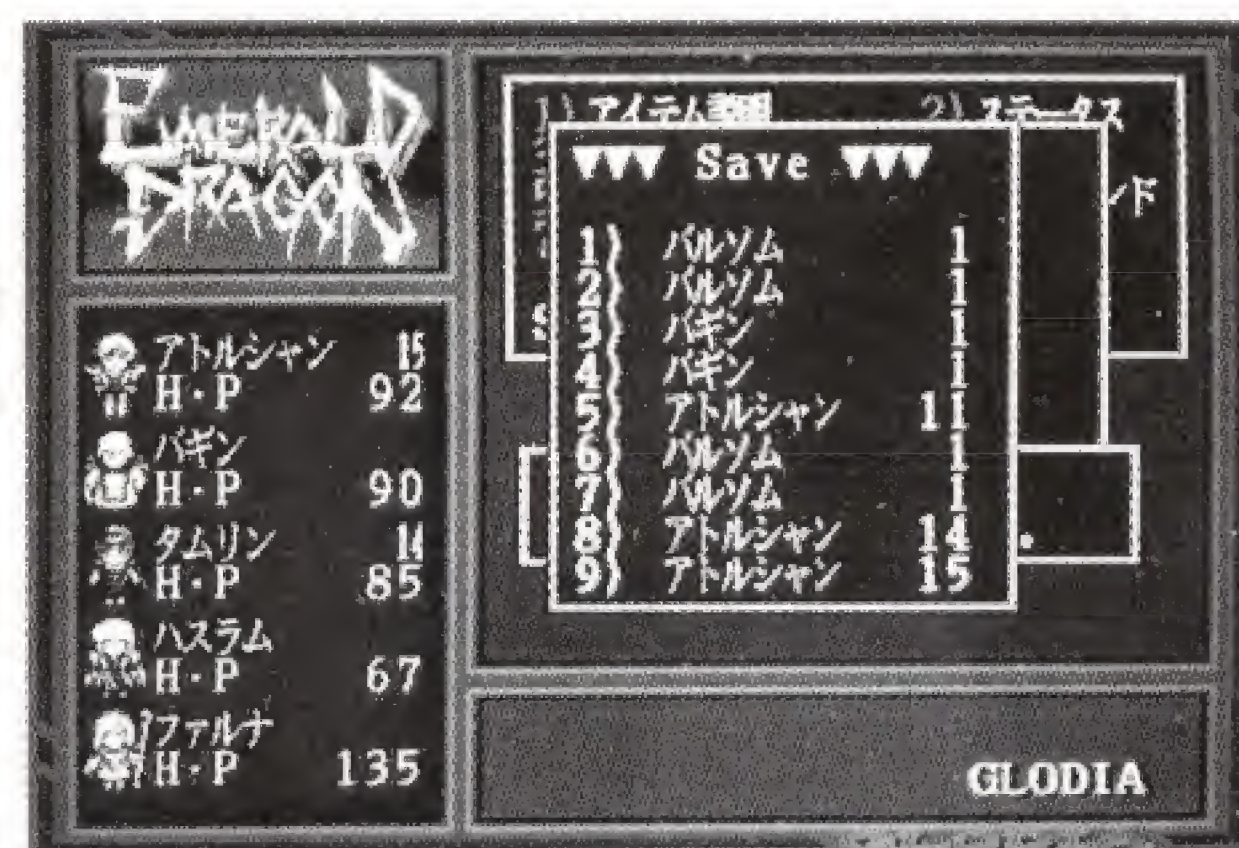 EMERALD
DRAGON
アトルシャン 15
H・P 92
バギン
H・P 90
タムリン 14
H・P 85
ハスラム
H・P 67
ファルナ
H・P 135
1) アイテム 2) ステータス
▼▼▼ Save ▼▼▼
ンド
1) バルソム 1
2) バルソム 1
3) バギン 1
4) バギン 1
5) アトルシャン 11
6) バルソム 1
7) バルソム 1
8) アトルシャン 14
9) アトルシャン 15
GLODIA